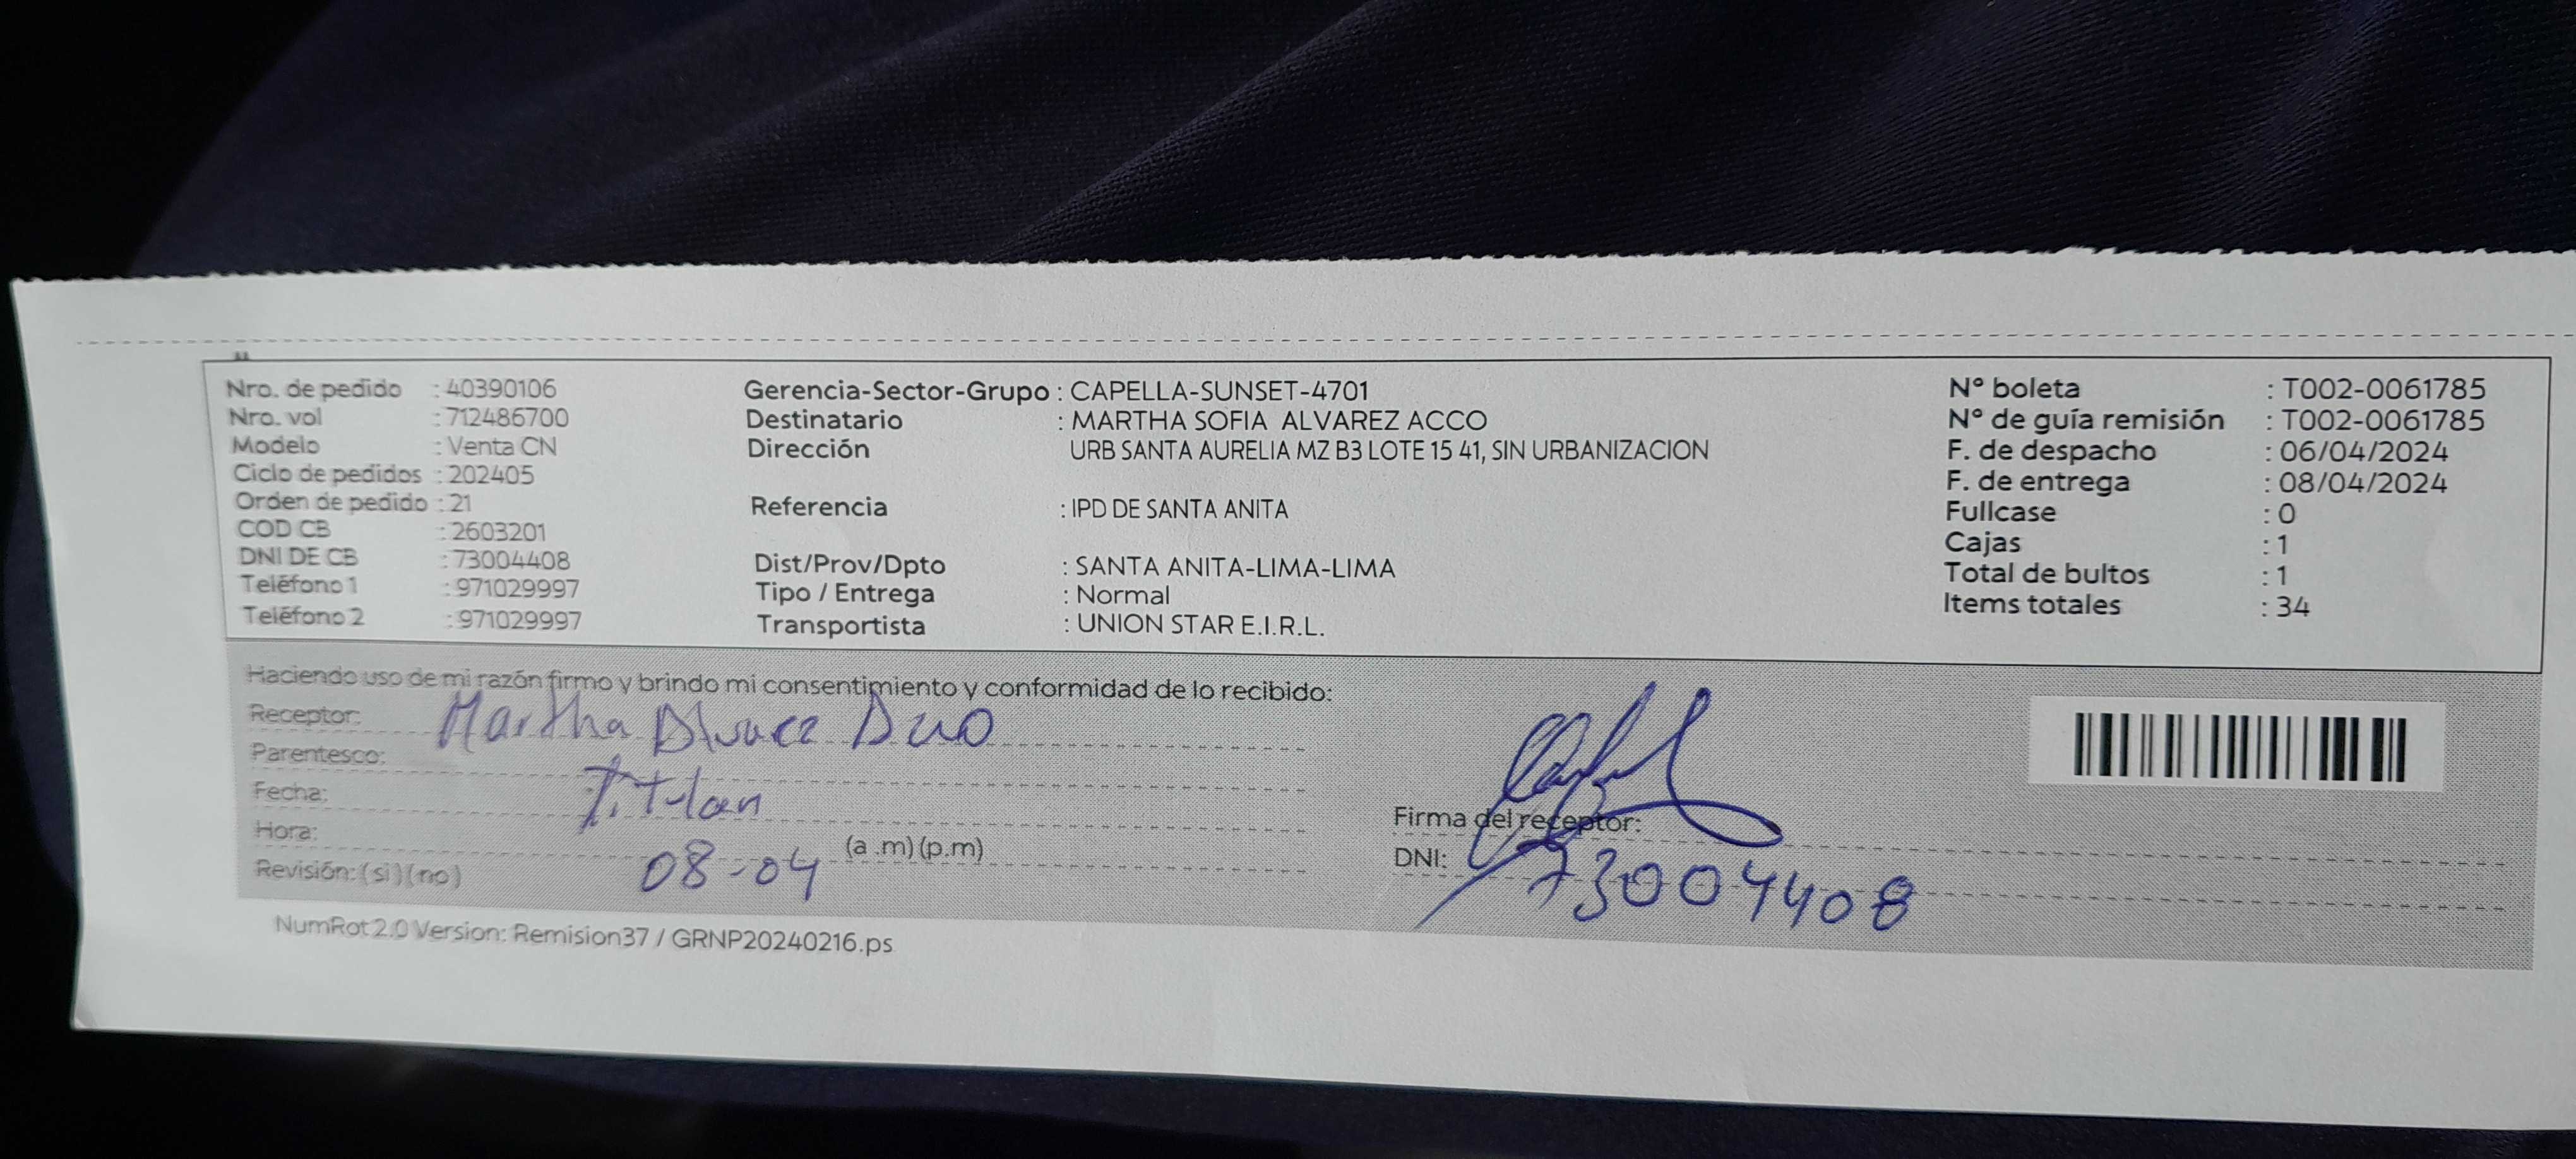 Nro. de pedido : 40390106
Nro. vol : 712486700
Modelo : Venta CN
Ciclo de pedidos : 202405
Orden de pedido : 21
COD CB : 2603201
DNI DE CB : 73004408
Teléfono 1 : 971029997
Teléfono 2 : 971029997
Gerencia-Sector-Grupo : CAPELLA-SUNSET-4701
Destinatario : MARTHA SOFIA ALVAREZ ACCO
Dirección URB SANTA AURELIA MZ B3 LOTE 15 41, SIN URBANIZACION
Referencia : IPD DE SANTA ANITA
Dist/Prov/Dpto : SANTA ANITA-LIMA-LIMA
Tipo / Entrega : Normal
Transportista : UNION STAR E.I.R.L.
N° boleta : T002-0061785
N° de guía remisión : T002-0061785
F. de despacho : 06/04/2024
F. de entrega : 08/04/2024
Fullcase : 0
Cajas : 1
Total de bultos : 1
Items totales : 34
Haciendo uso de mi razón firmo y brindo mi consentimiento y conformidad de lo recibido:
Receptor: Martha
Parentesco:
Fecha:
Hora: (a .m) (p.m)
Revisión: (si) (no) 08-04
Firma del receptor:
DNI: 73004408
NumRot 2.0 Version: Remision37 / GRNP20240216.ps